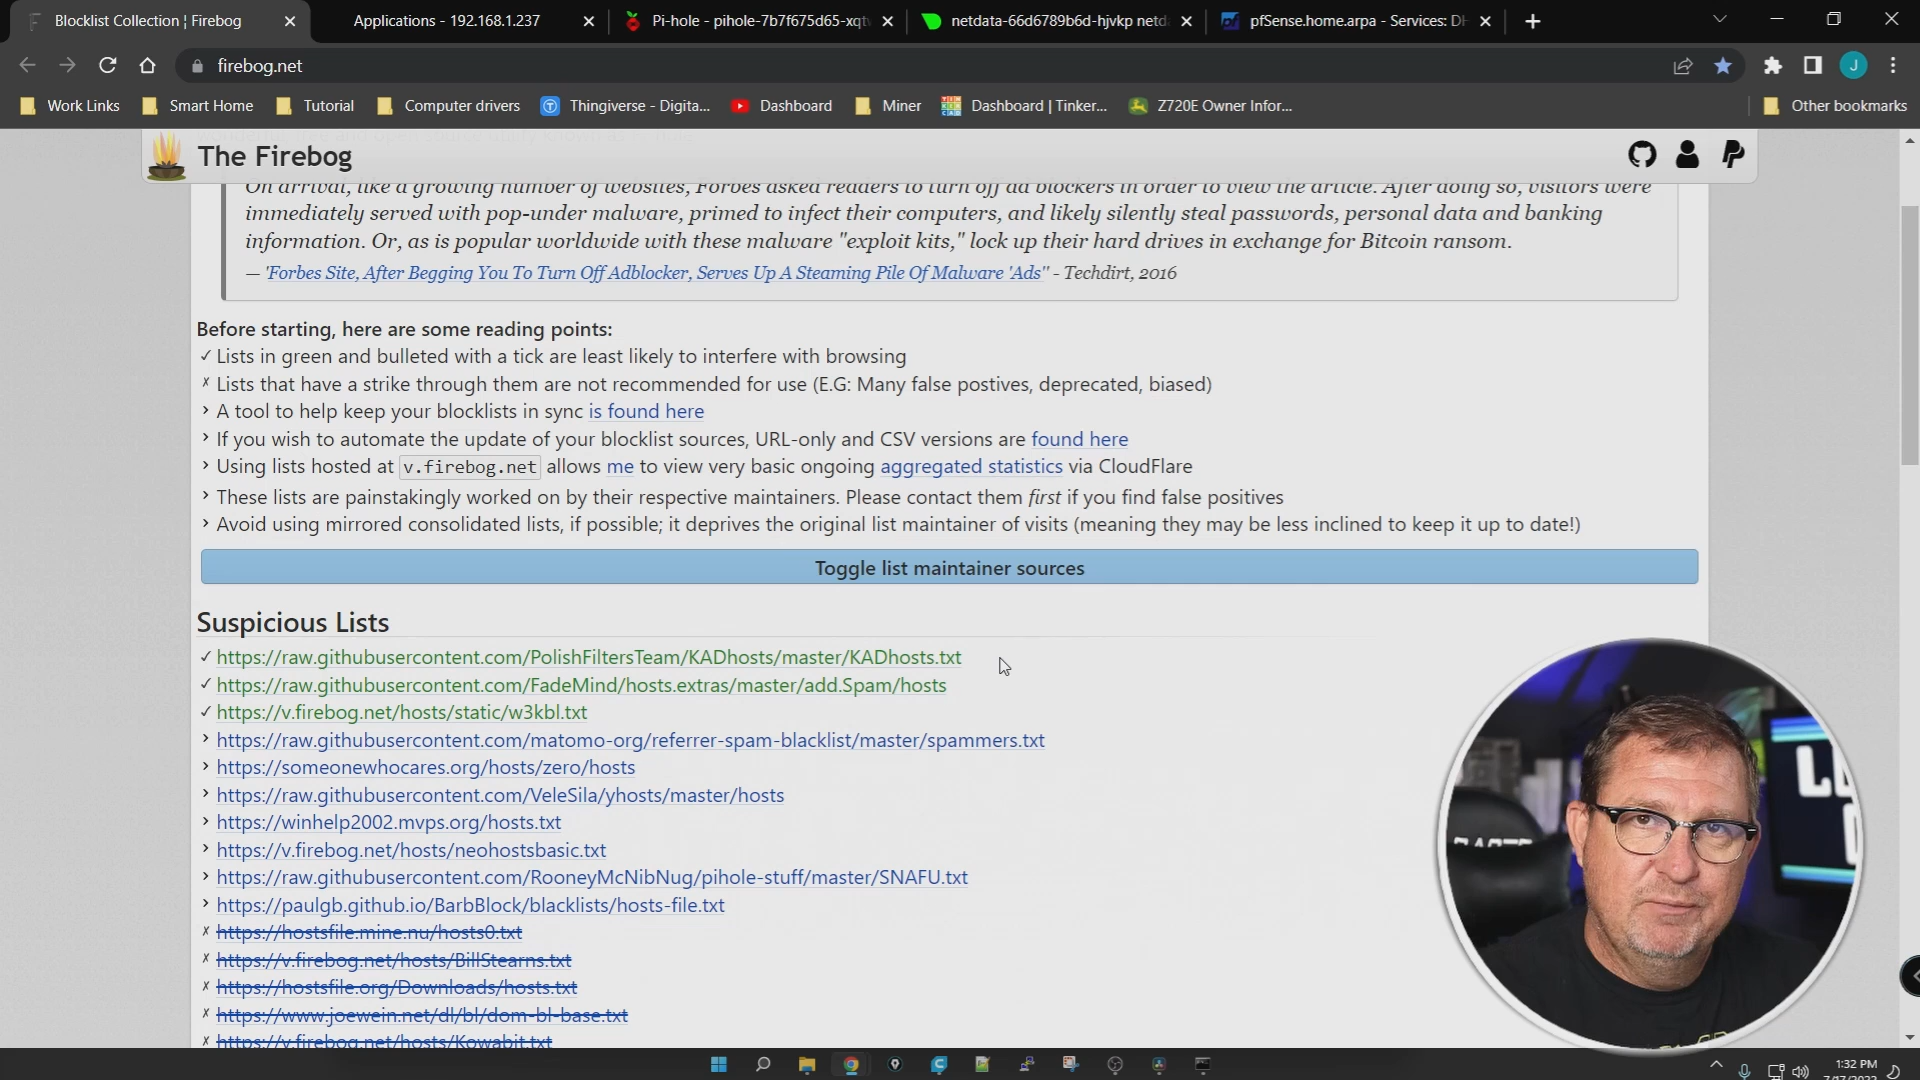 Blocklist Collection | Firebog
Applications - 192.168.1.237
Pi-hole - pihole-7b7f675d65-xqtv
netdata-66d6789b6d-hjvkp netda
pfSense.home.arpa - Services: DH
firebog.net
J
Work Links
Smart Home
Tutorial
Computer drivers
Thingiverse - Digita...
Dashboard
Miner
Dashboard | Tinker...
Z720E Owner Infor...
Other bookmarks
The Firebog
On arrival, like a growing number of websites, Forbes asked readers to turn off ad blockers in order to view the article. After doing so, visitors were
immediately served with pop-under malware, primed to infect their computers, and likely silently steal passwords, personal data and banking
information. Or, as is popular worldwide with these malware "exploit kits," lock up their hard drives in exchange for Bitcoin ransom.
— 'Forbes Site, After Begging You To Turn Off Adblocker, Serves Up A Steaming Pile Of Malware 'Ads'' - Techdirt, 2016
Before starting, here are some reading points:
✓ Lists in green and bulleted with a tick are least likely to interfere with browsing
✗ Lists that have a strike through them are not recommended for use (E.G: Many false postives, deprecated, biased)
› A tool to help keep your blocklists in sync is found here
› If you wish to automate the update of your blocklist sources, URL-only and CSV versions are found here
› Using lists hosted at v.firebog.net allows me to view very basic ongoing aggregated statistics via CloudFlare
› These lists are painstakingly worked on by their respective maintainers. Please contact them first if you find false positives
› Avoid using mirrored consolidated lists, if possible; it deprives the original list maintainer of visits (meaning they may be less inclined to keep it up to date!)
Toggle list maintainer sources
Suspicious Lists
✓ https://raw.githubusercontent.com/PolishFiltersTeam/KADhosts/master/KADhosts.txt
✓ https://raw.githubusercontent.com/FadeMind/hosts.extras/master/add.Spam/hosts
✓ https://v.firebog.net/hosts/static/w3kbl.txt
› https://raw.githubusercontent.com/matomo-org/referrer-spam-blacklist/master/spammers.txt
› https://someonewhocares.org/hosts/zero/hosts
› https://raw.githubusercontent.com/VeleSila/yhosts/master/hosts
› https://winhelp2002.mvps.org/hosts.txt
› https://v.firebog.net/hosts/neohostsbasic.txt
› https://raw.githubusercontent.com/RooneyMcNibNug/pihole-stuff/master/SNAFU.txt
› https://paulgb.github.io/BarbBlock/blacklists/hosts-file.txt
✗ https://hostsfile.mine.nu/hosts0.txt
✗ https://v.firebog.net/hosts/BillStearns.txt
✗ https://hostsfile.org/Downloads/hosts.txt
✗ https://www.joewein.net/dl/bl/dom-bl-base.txt
✗ https://v.firebog.net/hosts/Kowabit.txt
1:32 PM